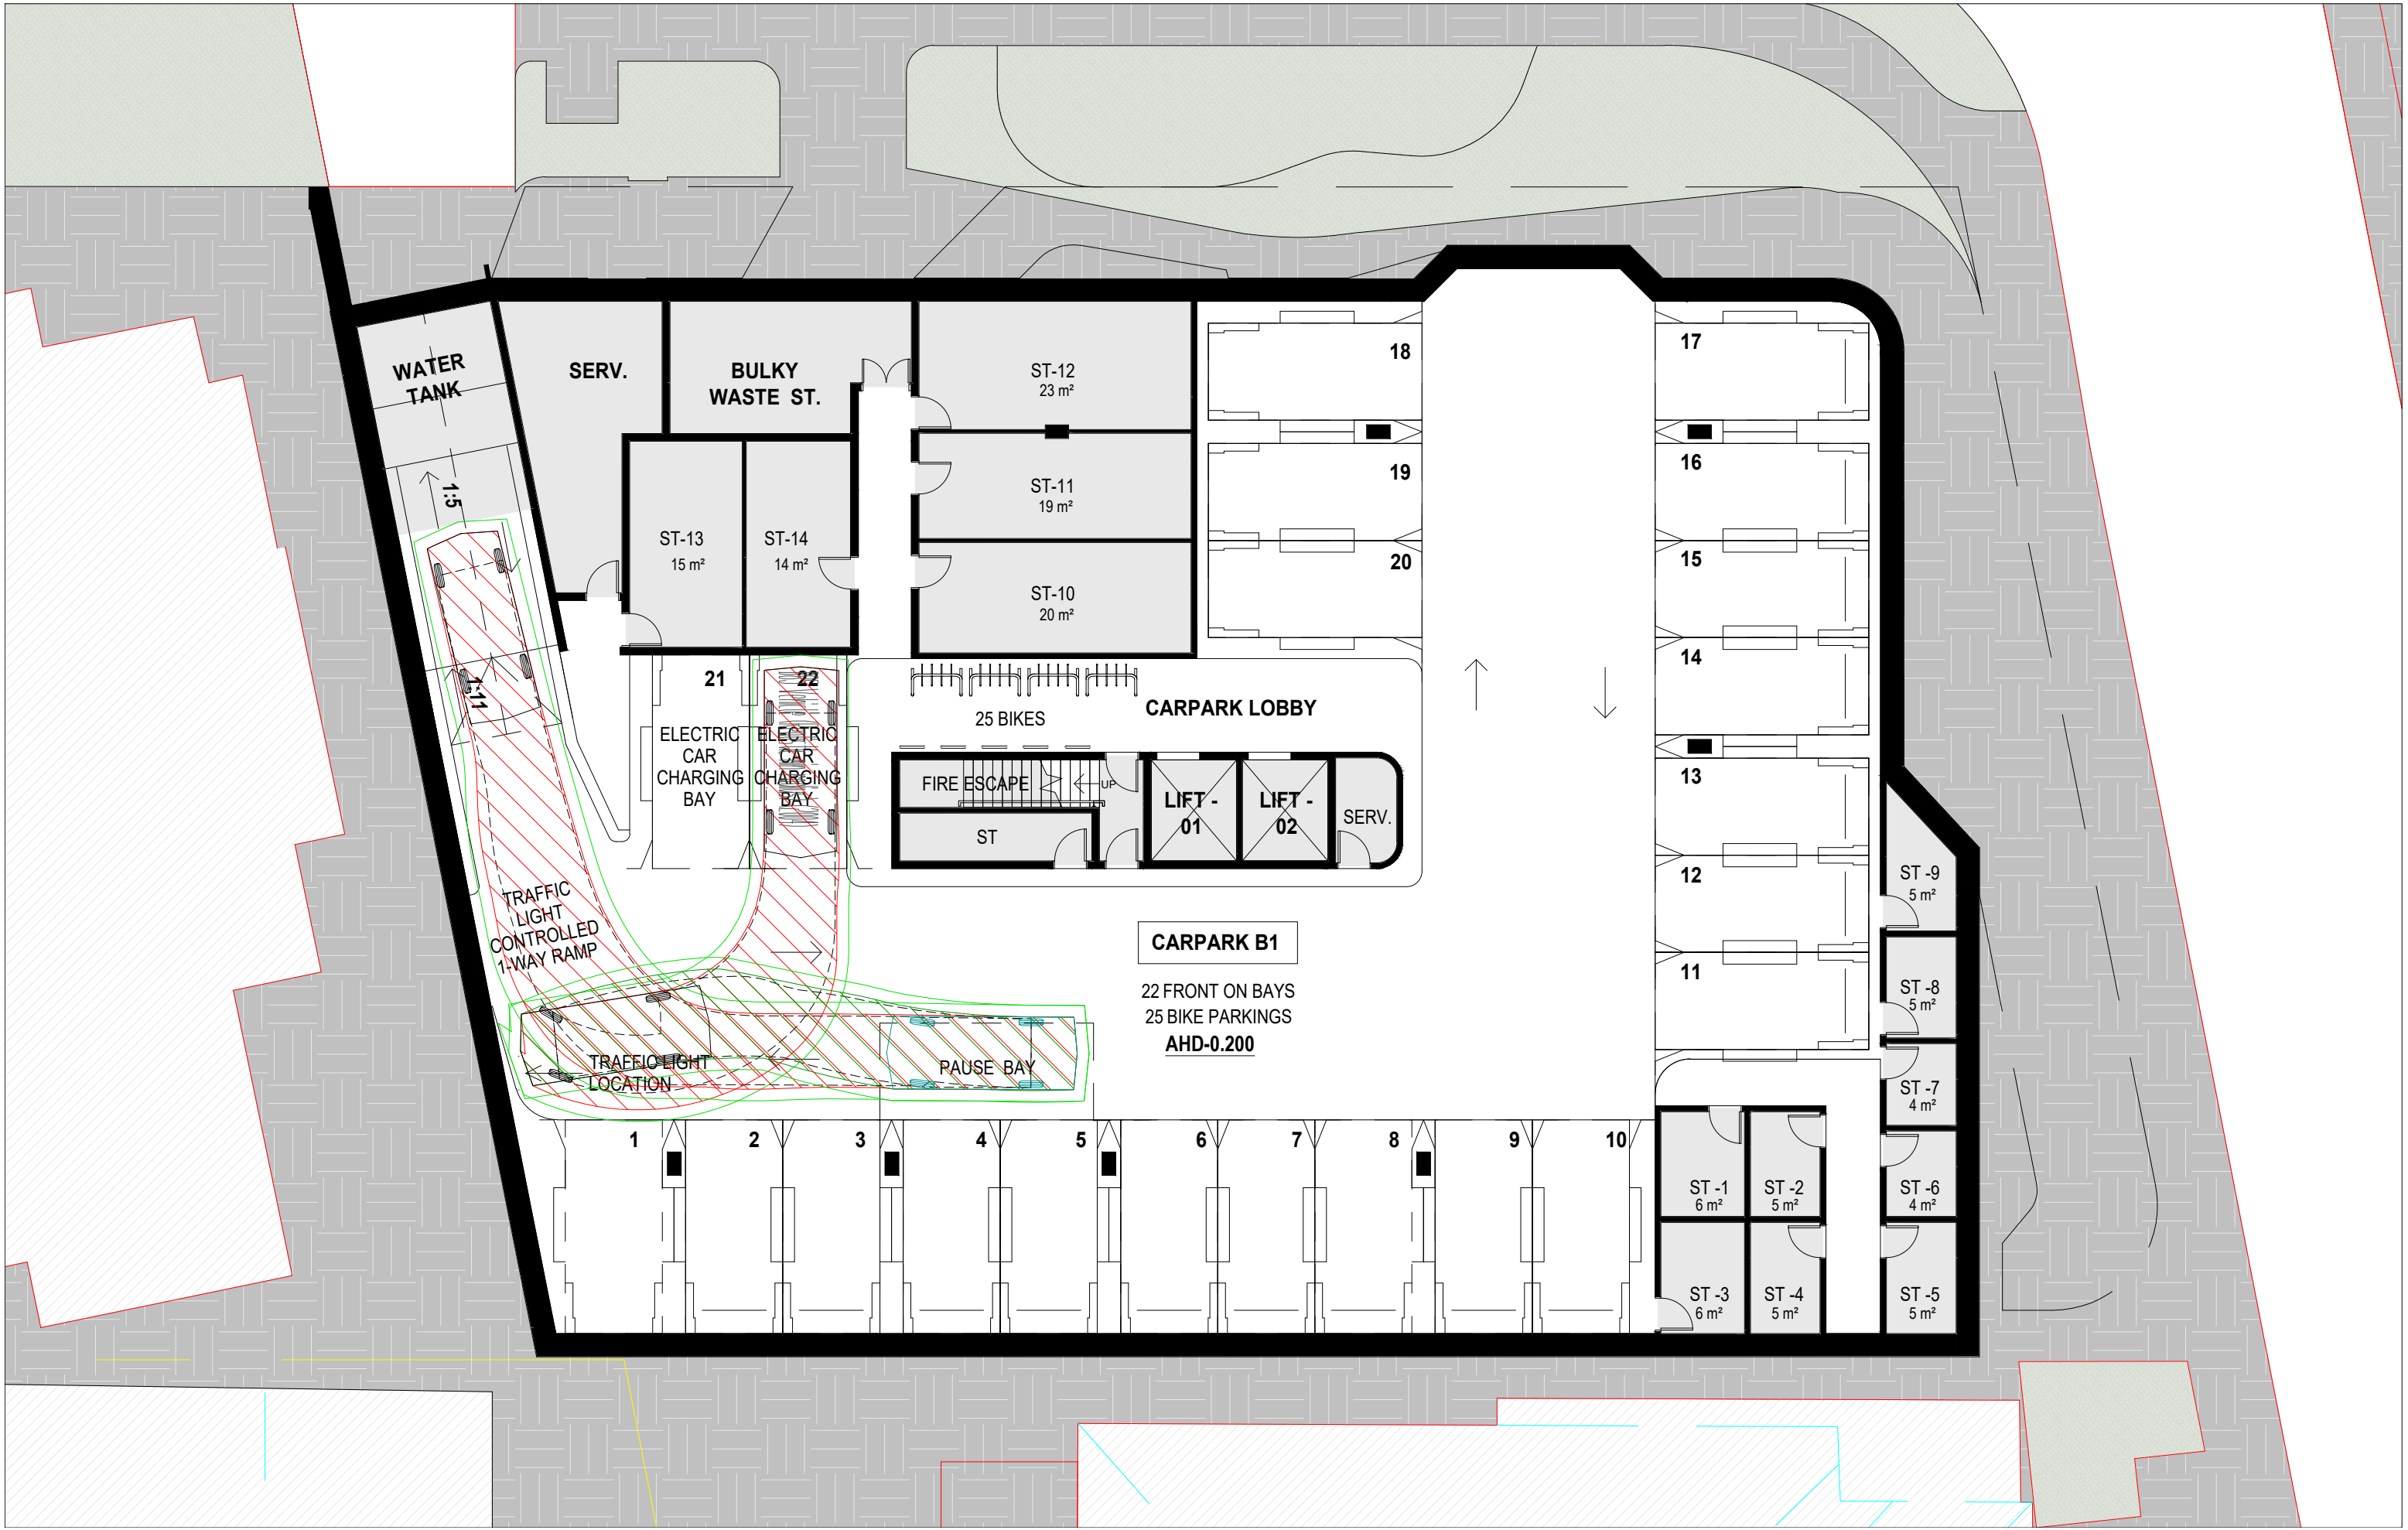 WATER
TANK
SERV.
BULKY
WASTE ST.
ST-12
23 m²
18
17
1:5
ST-11
19 m²
19
16
ST-13
15 m²
ST-14
14 m²
ST-10
20 m²
20
15
14
1:11
21
22
ELECTRIC
CAR
CHARGING
BAY
ELECTRIC
CAR
CHARGING
BAY
25 BIKES
CARPARK LOBBY
FIRE ESCAPE
UP
LIFT -
01
LIFT -
02
SERV.
ST
13
12
11
ST -9
5 m²
ST -8
5 m²
ST -7
4 m²
ST -6
4 m²
ST -5
5 m²
TRAFFIC
LIGHT
CONTROLLED
1-WAY RAMP
CARPARK B1
22 FRONT ON BAYS
25 BIKE PARKINGS
AHD-0.200
TRAFFIC LIGHT
LOCATION
PAUSE BAY
1
2
3
4
5
6
7
8
9
10
ST -1
6 m²
ST -2
5 m²
ST -3
6 m²
ST -4
5 m²